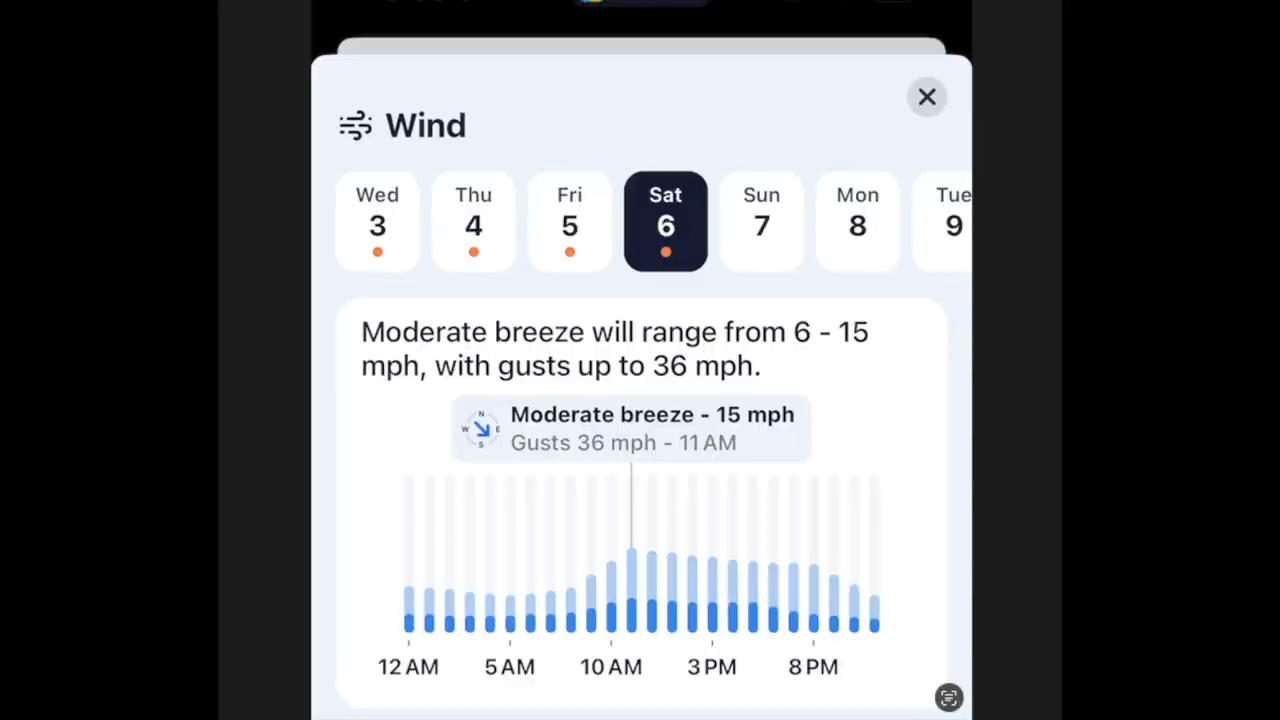 Wind
Wed Thu Fri Sat Sun Mon Tue
3 4 5 6 7 8 9
Moderate breeze will range from 6 - 15
mph, with gusts up to 36 mph.
N
W E
S
Moderate breeze - 15 mph
Gusts 36 mph - 11 AM
12 AM 5 AM 10 AM 3 PM 8 PM